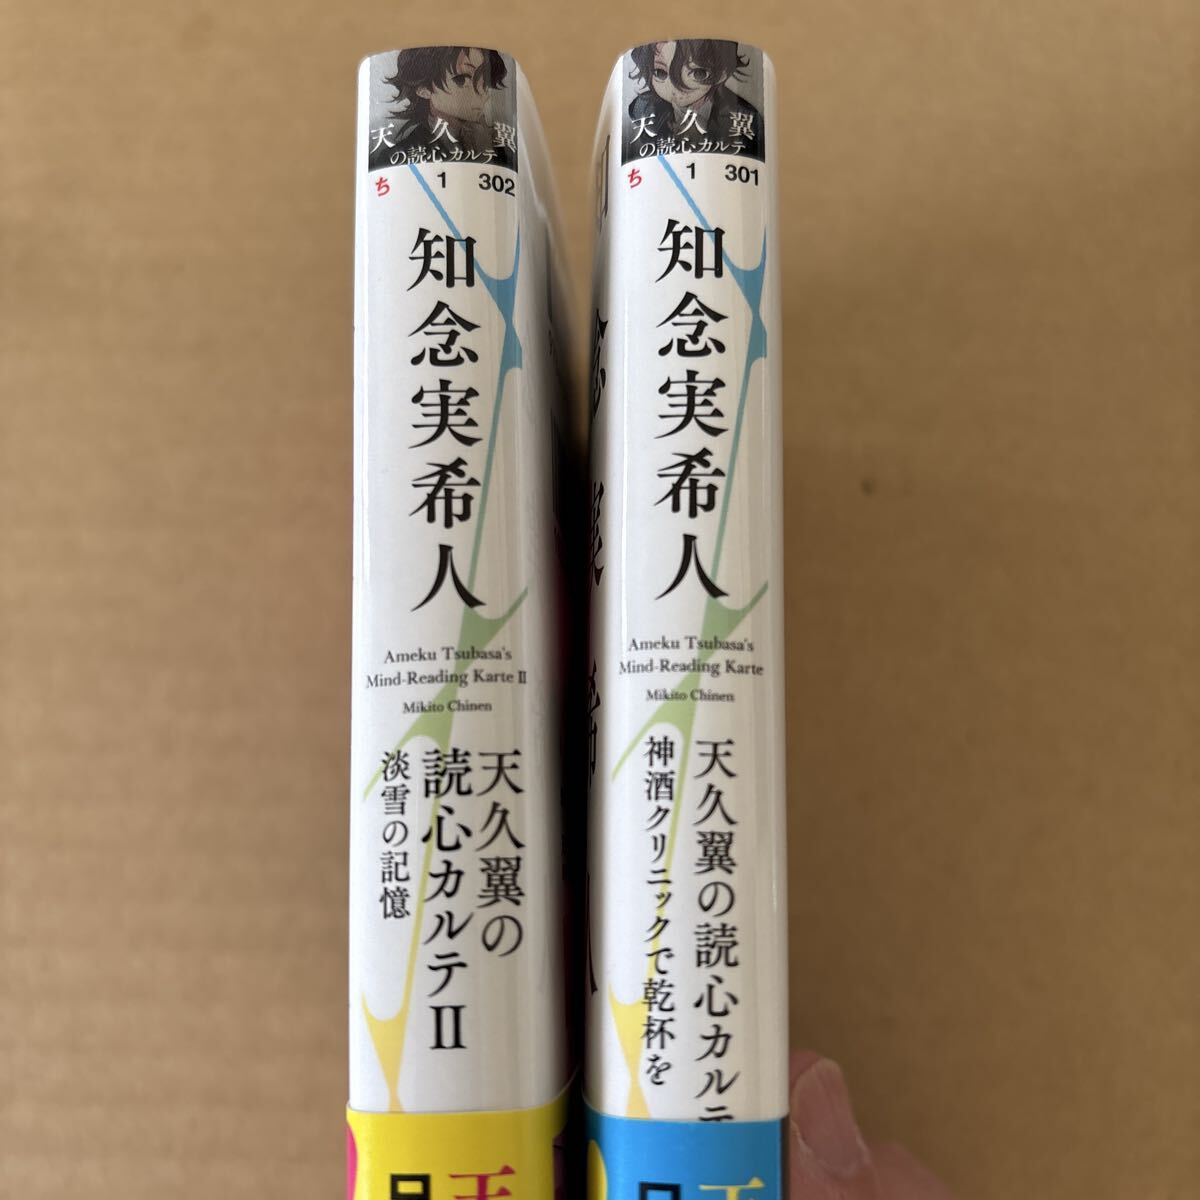 天久翼
の読心カルテ
ち 1 302
知念実希人
Ameku Tsubasa's
Mind-Reading Karte II
Mikito Chinen
天久翼の
読心カルテII
淡雪の記憶
天久翼
の読心カルテ
ち 1 301
知念実希人
Ameku Tsubasa's
Mind-Reading Karte
Mikito Chinen
天久翼の読心カルテ
神酒クリニックで乾杯を
念実希人